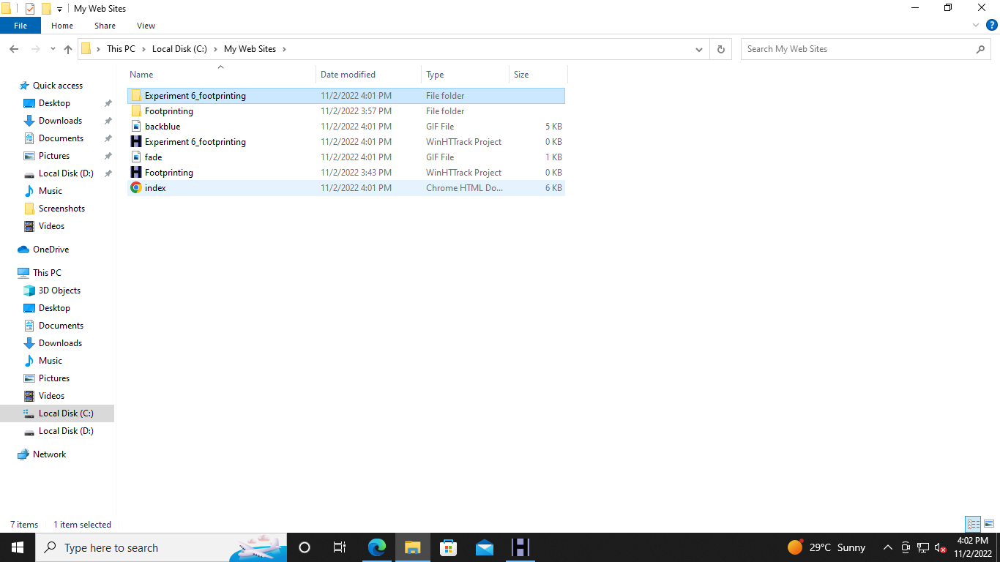 My Web Sites
File Home Share View
This PC Local Disk (C:) My Web Sites
Search My Web Sites
Name Date modified Type Size
Quick access
Desktop
Downloads
Documents
Pictures
Local Disk (D:)
Music
Screenshots
Videos
OneDrive
This PC
3D Objects
Desktop
Documents
Downloads
Music
Pictures
Videos
Local Disk (C:)
Local Disk (D:)
Network
Experiment 6_footprinting 11/2/2022 4:01 PM File folder
Footprinting 11/2/2022 3:57 PM File folder
backblue 11/2/2022 4:01 PM GIF File 5 KB
Experiment 6_footprinting 11/2/2022 4:01 PM WinHTTrack Project 0 KB
fade 11/2/2022 4:01 PM GIF File 1 KB
Footprinting 11/2/2022 3:43 PM WinHTTrack Project 0 KB
index 11/2/2022 4:01 PM Chrome HTML Do... 6 KB
7 items 1 item selected
Type here to search
29°C Sunny
4:02 PM
11/2/2022